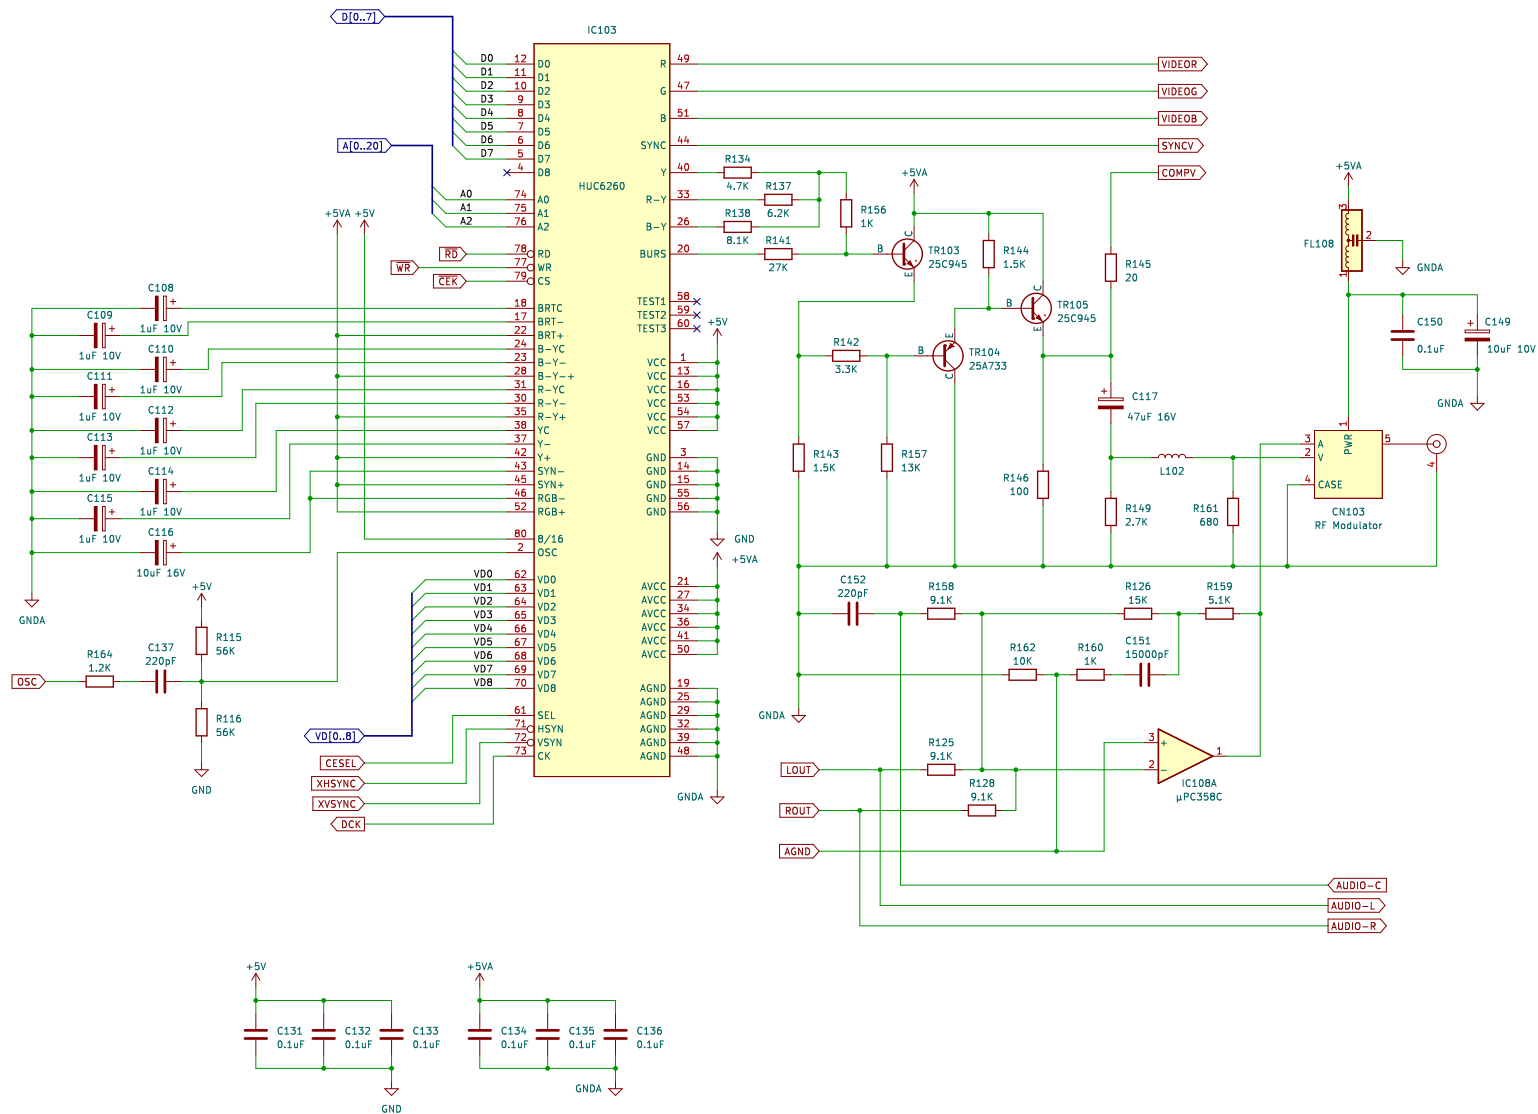 D[0..7]
IC103
HUC6260
D0 12 D0
D1 11 D1
D2 10 D2
D3 9 D3
D4 8 D4
D5 7 D5
D6 6 D6
D7 5 D7
4 D8
A[0..20]
A0 74 A0
A1 75 A1
A2 76 A2
+5VA +5V
RD 78 RD
WR 77 WR
CEK 79 CS
18 BRTC
17 BRT-
22 BRT+
24 B-YC
23 B-Y-
28 B-Y-+
31 R-YC
30 R-Y-
35 R-Y+
38 YC
37 Y-
42 Y+
43 SYN-
45 SYN+
46 RGB-
52 RGB+
80 8/16
2 OSC
VD0 62 VD0
VD1 63 VD1
VD2 64 VD2
VD3 65 VD3
VD4 66 VD4
VD5 67 VD5
VD6 68 VD6
VD7 69 VD7
VD8 70 VD8
61 SEL
71 HSYN
72 VSYN
73 CK
VD[0..8]
CESEL
XHSYNC
XVSYNC
DCK
C108
1uF 10V
C109
1uF 10V
C110
1uF 10V
C111
1uF 10V
C112
1uF 10V
C113
1uF 10V
C114
1uF 10V
C115
1uF 10V
C116
10uF 16V
GNDA
+5V
R115
56K
OSC
R164
1.2K
C137
220pF
R116
56K
GND
R 49
G 47
B 51
SYNC 44
Y 40
R-Y 33
B-Y 26
BURS 20
TEST1 58
TEST2 59
TEST3 60
+5V
VCC 1
VCC 13
VCC 16
VCC 53
VCC 54
VCC 57
GND 3
GND 14
GND 15
GND 55
GND 56
GND
+5VA
AVCC 21
AVCC 27
AVCC 34
AVCC 36
AVCC 41
AVCC 50
AGND 19
AGND 25
AGND 29
AGND 32
AGND 39
AGND 48
GNDA
VIDEOR
VIDEOG
VIDEOB
SYNCV
COMPV
R134
4.7K
R137
6.2K
R138
8.1K
R141
27K
R156
1K
+5VA
B C E
TR103
25C945
R144
1.5K
B C E
TR105
25C945
R145
20
R142
3.3K
B E C
TR104
25A733
C117
47uF 16V
R143
1.5K
R157
13K
R146
100
L102
R149
2.7K
R161
680
+5VA
3
FL108
2
1
GNDA
C150
0.1uF
C149
10uF 10V
GNDA
1
3 A
2 V
4 CASE
PWR
5
4
CN103
RF Modulator
C152
220pF
R158
9.1K
R126
15K
R159
5.1K
R162
10K
R160
1K
C151
15000pF
GNDA
LOUT
R125
9.1K
R128
9.1K
ROUT
AGND
3 +
2 -
1
IC108A
µPC358C
AUDIO-C
AUDIO-L
AUDIO-R
+5V
C131
0.1uF
C132
0.1uF
C133
0.1uF
GND
+5VA
C134
0.1uF
C135
0.1uF
C136
0.1uF
GNDA